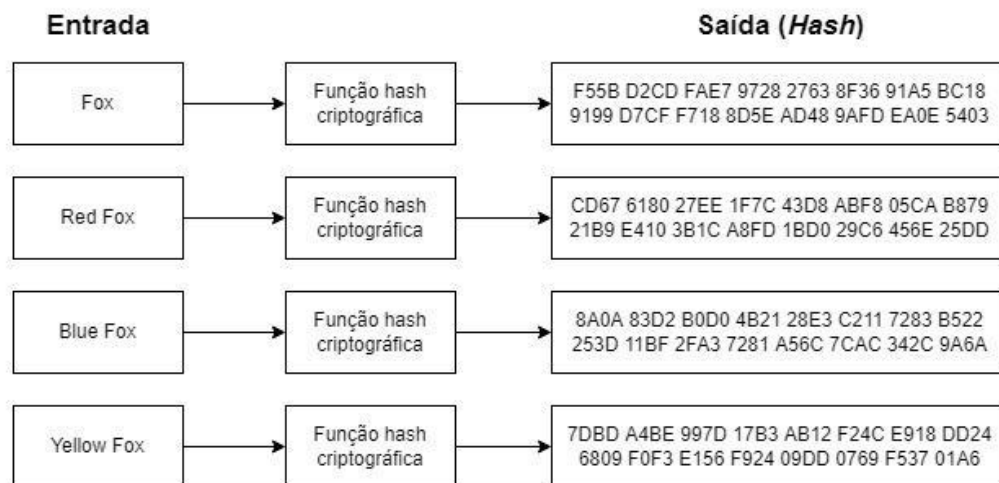 Entrada
Saída (Hash)
Fox
Função hash
criptográfica
F55B D2CD FAE7 9728 2763 8F36 91A5 BC18
9199 D7CF F718 8D5E AD48 9AFD EA0E 5403
Red Fox
Função hash
criptográfica
CD67 6180 27EE 1F7C 43D8 ABF8 05CA B879
21B9 E410 3B1C A8FD 1BD0 29C6 456E 25DD
Blue Fox
Função hash
criptográfica
8A0A 83D2 B0D0 4B21 28E3 C211 7283 B522
253D 11BF 2FA3 7281 A56C 7CAC 342C 9A6A
Yellow Fox
Função hash
criptográfica
7DBD A4BE 997D 17B3 AB12 F24C E918 DD24
6809 F0F3 E156 F924 09DD 0769 F537 01A6